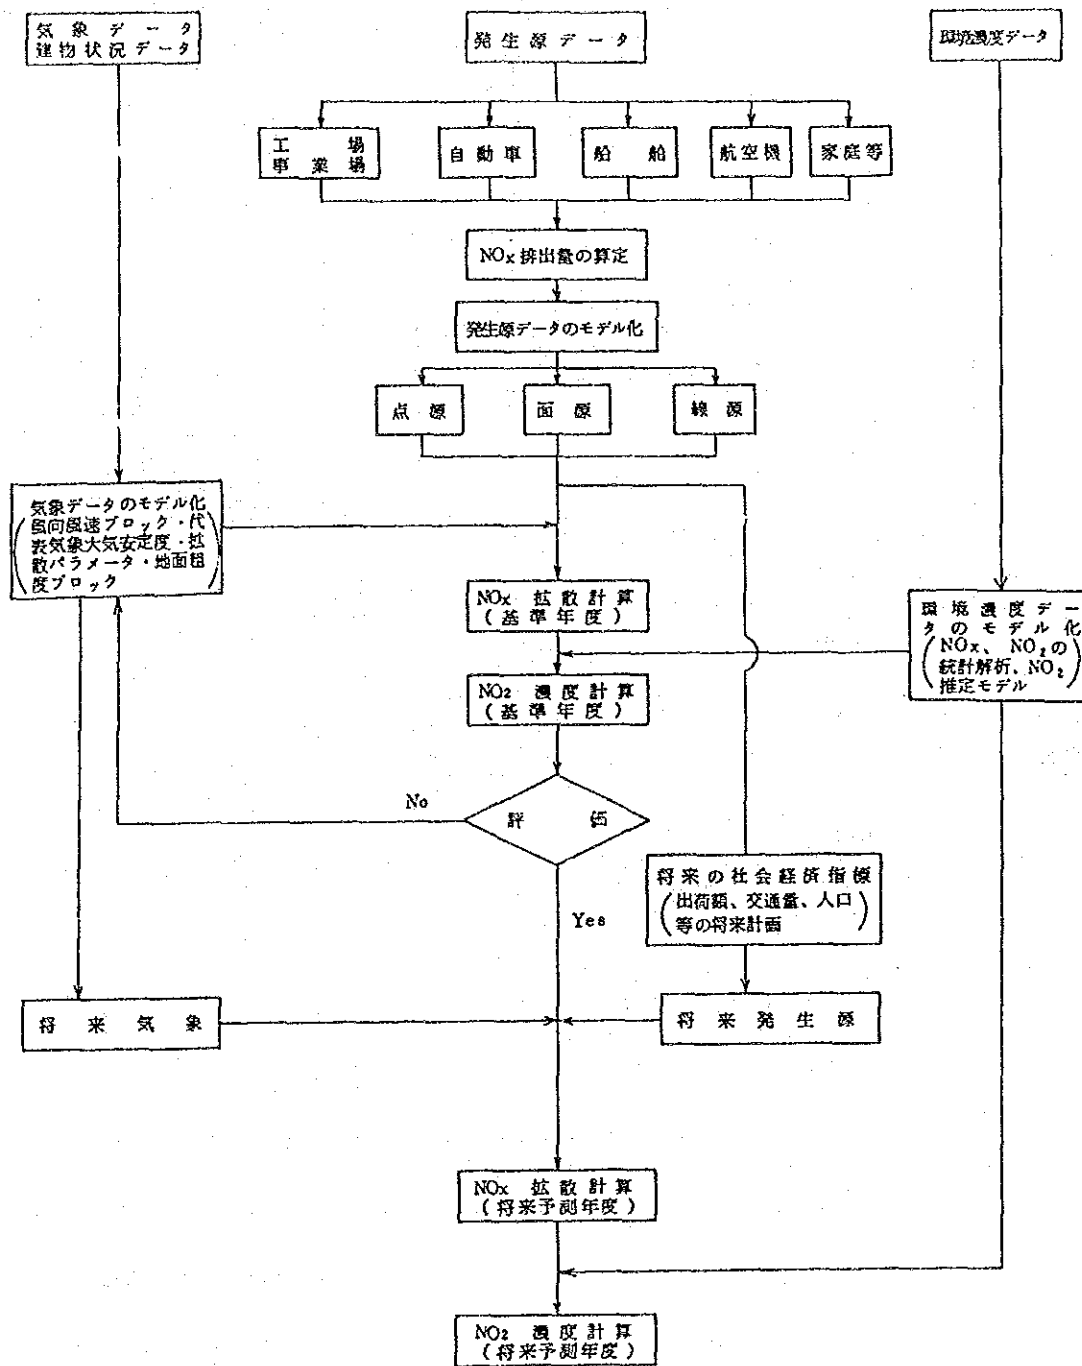 気象データ
建物状況データ
発生源データ
環境濃度データ
工場
事業場
自動車
船舶
航空機
家庭等
NOx排出量の算定
発生源データのモデル化
点源
面源
線源
気象データのモデル化
(風向風速ブロック・代
表気象大気安定度・拡
散パラメータ・地面粗
度ブロック)
NOx 拡散計算
(基準年度)
環境濃度デー
タのモデル化
(NOx、NO₂の
統計解析、NO₂
推定モデル)
NO₂ 濃度計算
(基準年度)
No
評価
Yes
将来の社会経済指標
(出荷額、交通量、人口
等の将来計画)
将来気象
将来発生源
NOx 拡散計算
(将来予測年度)
NO₂ 濃度計算
(将来予測年度)